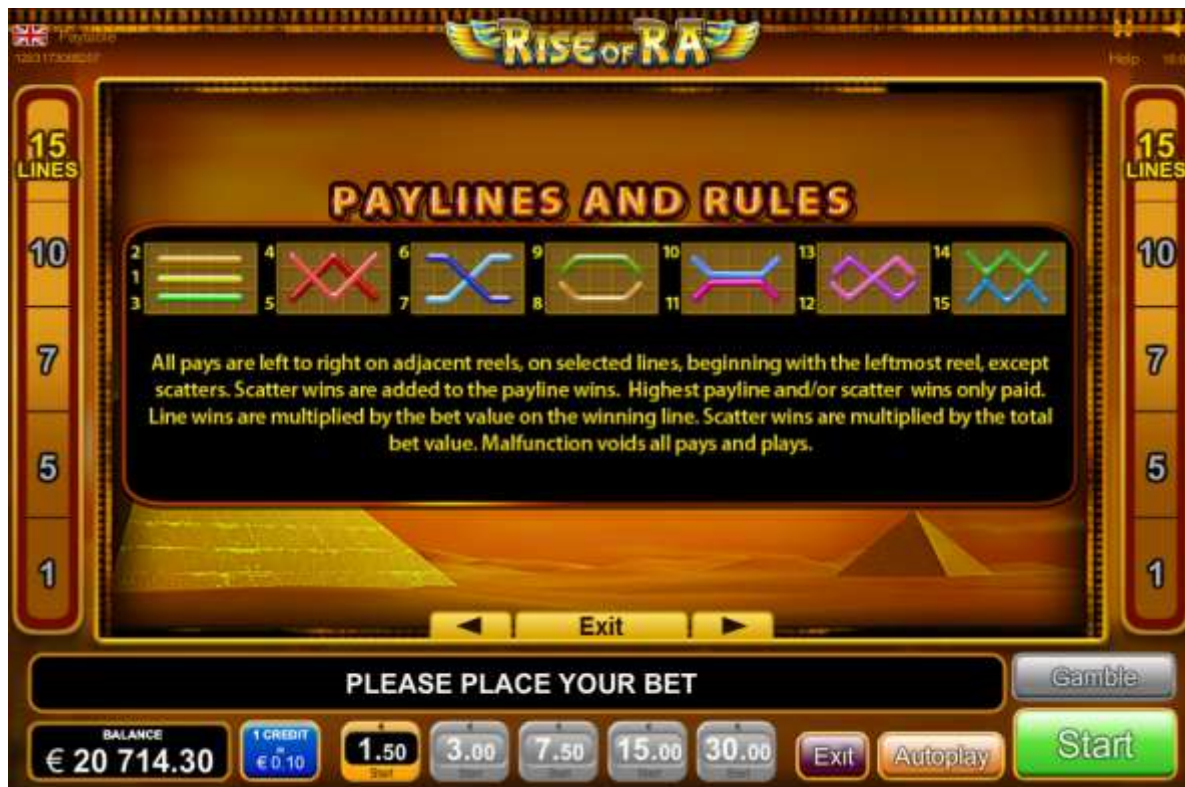 Paytable
RISE OF RA
Help
15 LINES
10
7
5
1
15 LINES
10
7
5
1
PAYLINES AND RULES
2 4 6 9 10 13 14
1
3 5 7 8 11 12 15
All pays are left to right on adjacent reels, on selected lines, beginning with the leftmost reel, except
scatters. Scatter wins are added to the payline wins. Highest payline and/or scatter wins only paid.
Line wins are multiplied by the bet value on the winning line. Scatter wins are multiplied by the total
bet value. Malfunction voids all pays and plays.
◄ Exit ►
PLEASE PLACE YOUR BET
Gamble
BALANCE
€ 20 714.30
1 CREDIT
=
€ 0.10
€ € € € €
1.50 3.00 7.50 15.00 30.00
Start Start Start Start Start
Exit
Autoplay
Start